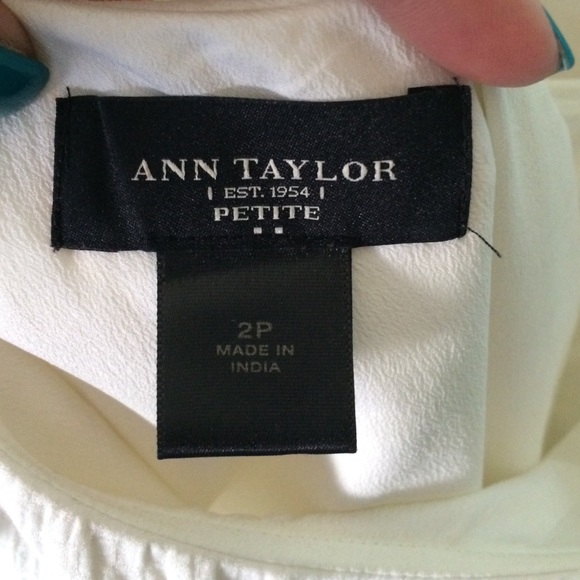 ANN TAYLOR
EST. 1954
PETITE
2P
MADE IN
INDIA